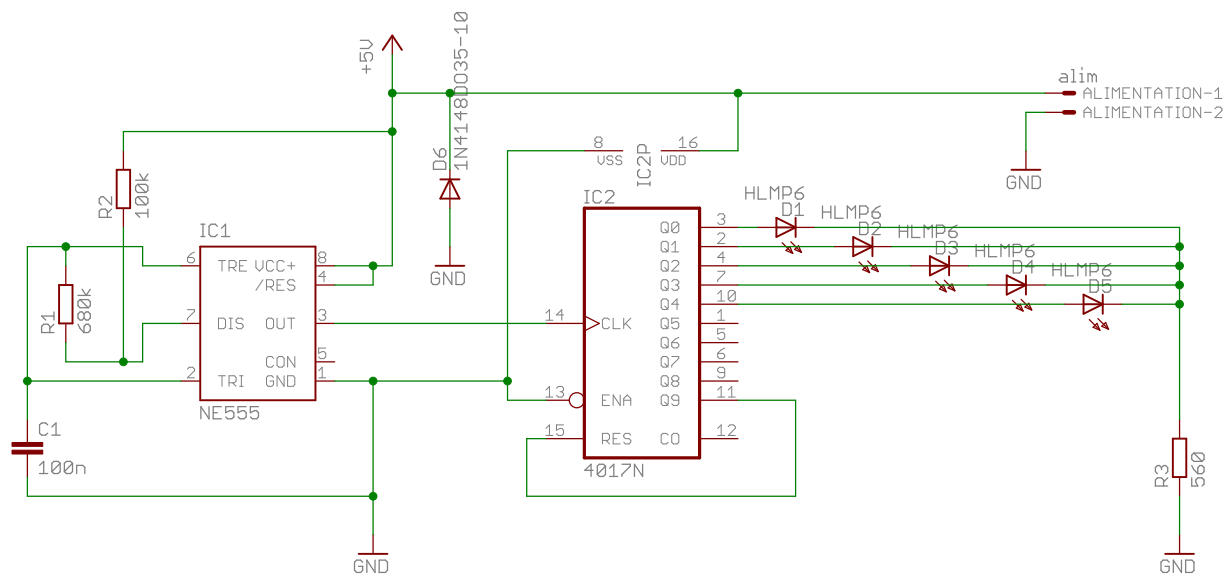 +5V
1N4148DO35-10
D6
GND
alim
ALIMENTATION-1
ALIMENTATION-2
GND
R2
100k
R1
680k
C1
100n
IC1
6
TRE
VCC+
8
/RES
4
7
DIS
OUT
3
CON
5
2
TRI
GND
1
NE555
GND
8
VSS
IC2P
VDD
16
IC2
14
CLK
13
ENA
15
RES
Q0
3
Q1
2
Q2
4
Q3
7
Q4
10
Q5
1
Q6
5
Q7
6
Q8
9
Q9
11
CO
12
4017N
HLMP6
D1
HLMP6
D2
HLMP6
D3
HLMP6
D4
HLMP6
D5
R3
560
GND